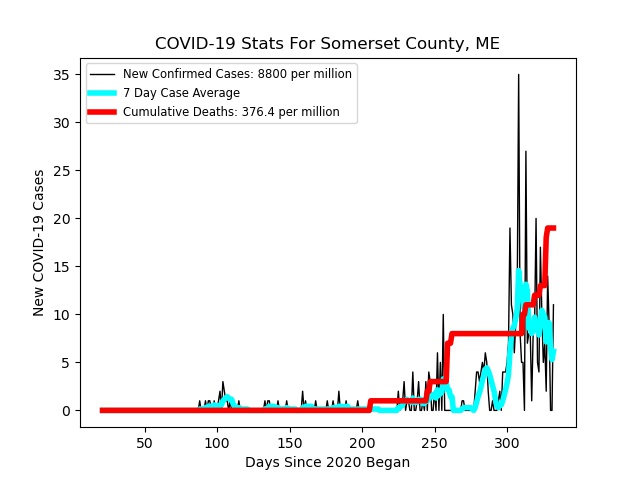 COVID-19 Stats For Somerset County, ME
New Confirmed Cases: 8800 per million
7 Day Case Average
Cumulative Deaths: 376.4 per million
New COVID-19 Cases
35
30
25
20
15
10
5
0
50 100 150 200 250 300
Days Since 2020 Began